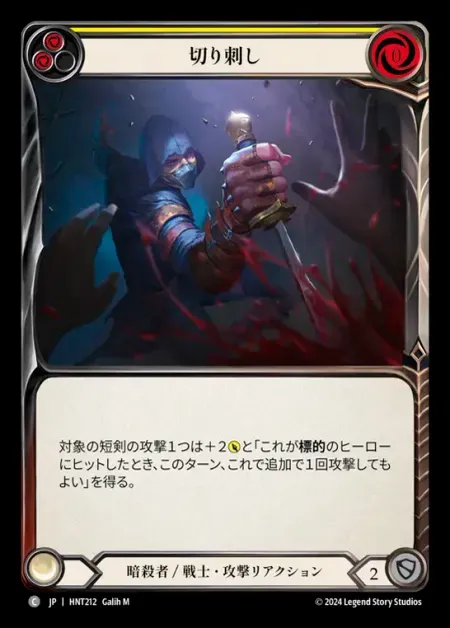 切り刺し
0
対象の短剣の攻撃1つは+2と「これが標的のヒーロー
にヒットしたとき、このターン、これで追加で1回攻撃しても
よい」を得る。
暗殺者 / 戦士・攻撃リアクション
2
C JP | HNT212 Galih M
© 2024 Legend Story Studios